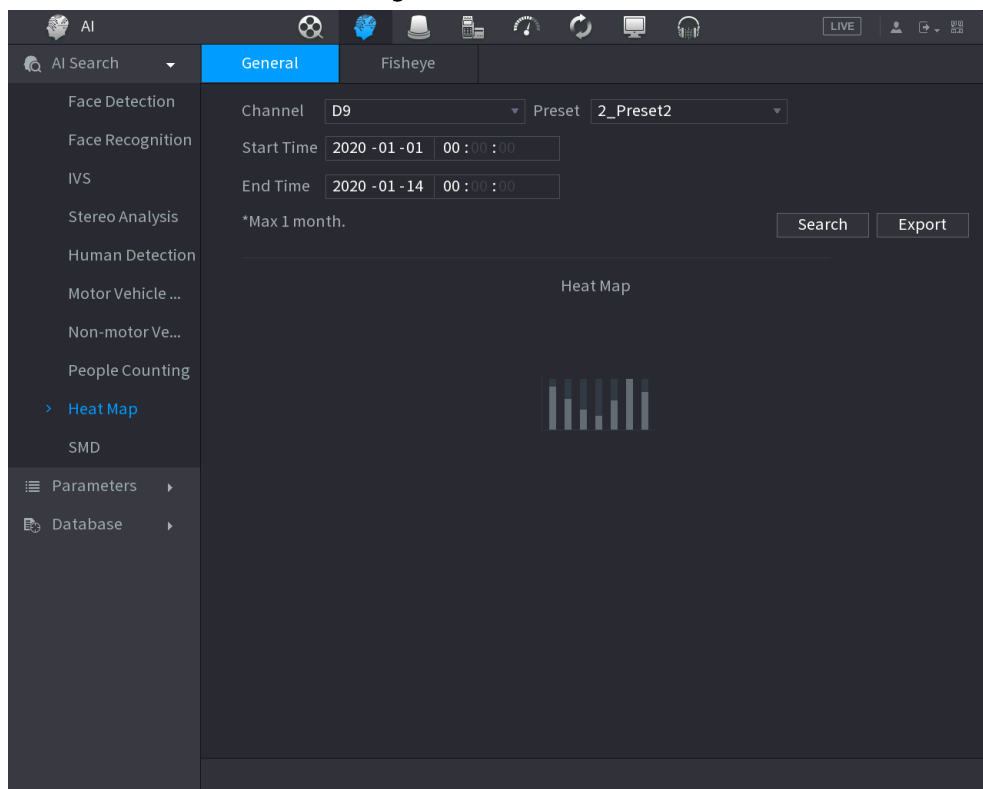 AI
LIVE
AI Search
General Fisheye
Face Detection
Channel D9 Preset 2_Preset2
Face Recognition
Start Time 2020 -01 -01 00 :00 :00
IVS
End Time 2020 -01 -14 00 :00 :00
Stereo Analysis
*Max 1 month. Search Export
Human Detection
Heat Map
Motor Vehicle ...
Non-motor Ve...
People Counting
> Heat Map
SMD
Parameters
Database